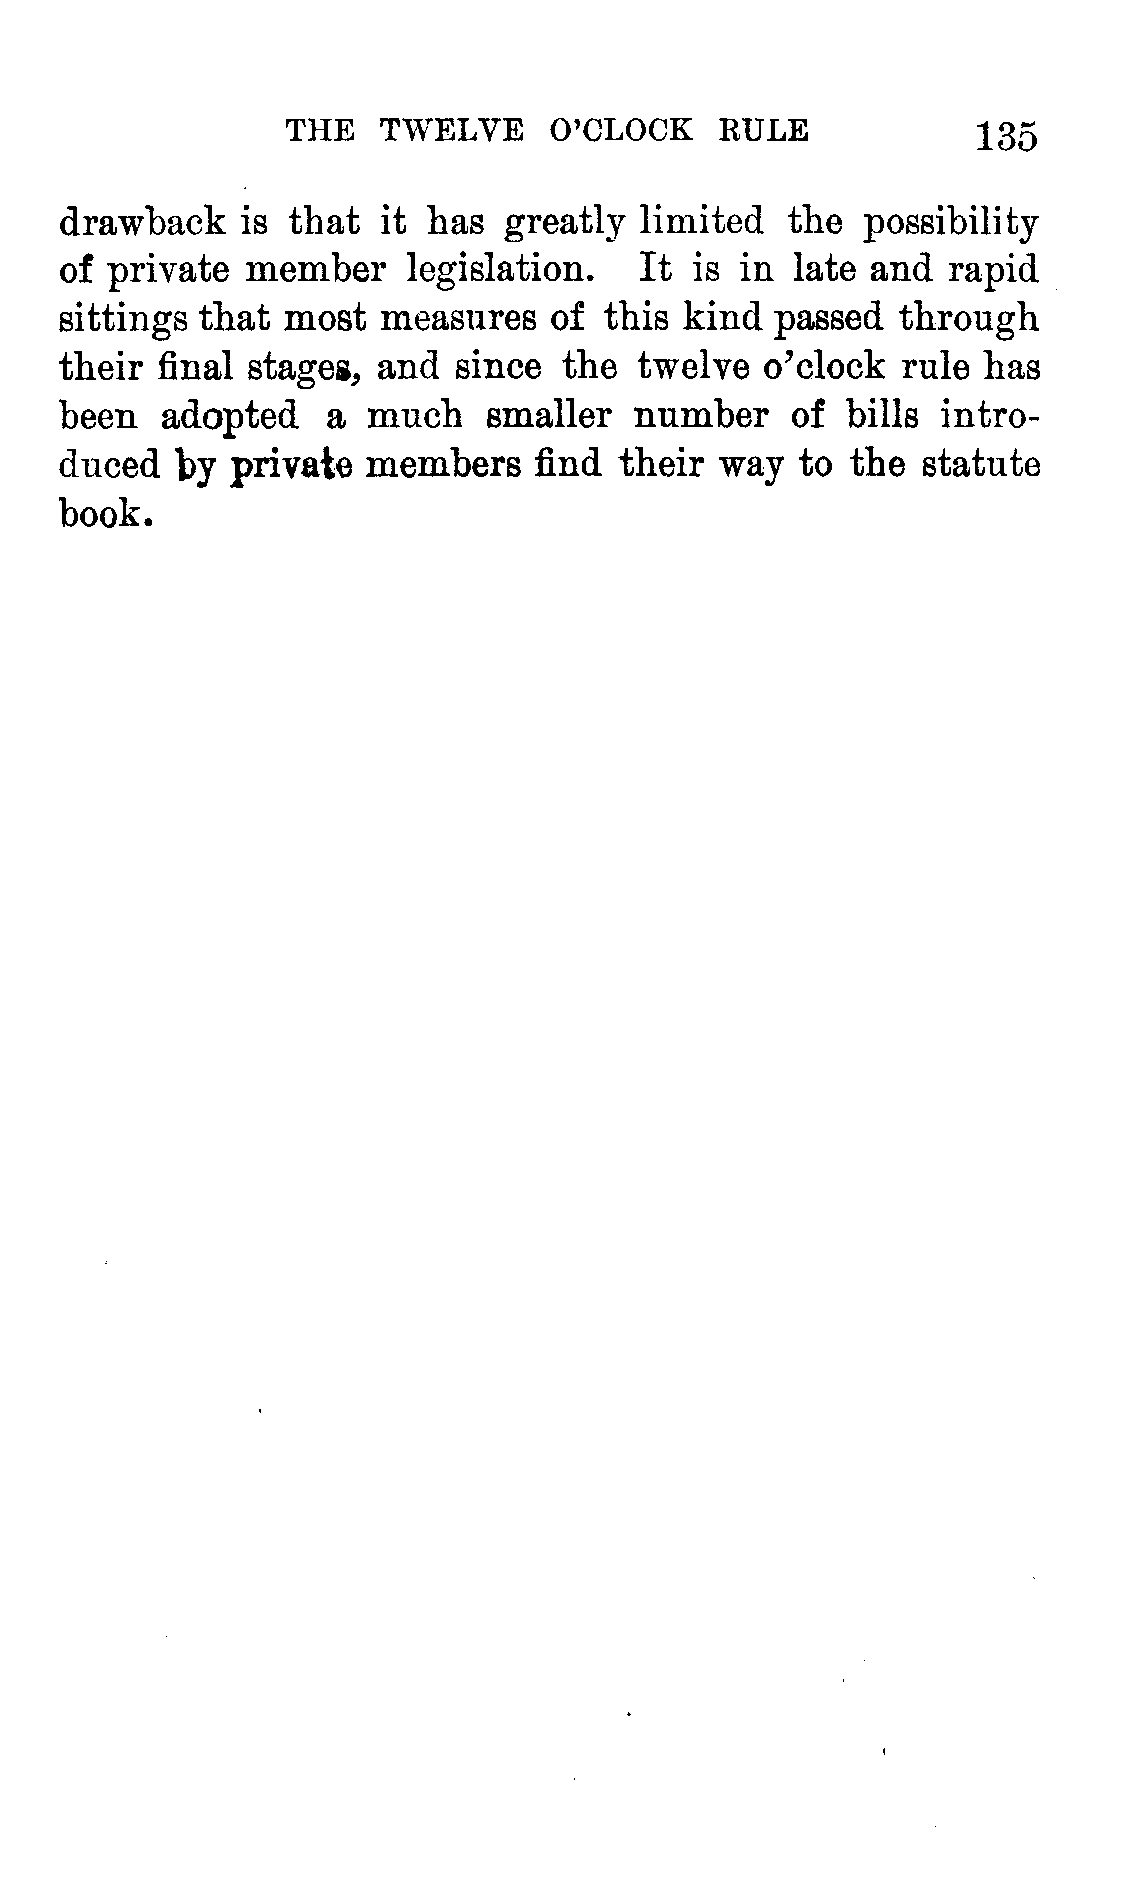 THE TWELVE O'CLOCK RULE 135
drawback is that it has greatly limited the possibility
of private member legislation. It is in late and rapid
sittings that most measures of this kind passed through
their final stages, and since the twelve o'clock rule has
been adopted a much smaller number of bills intro-
duced by private members find their way to the statute
book.